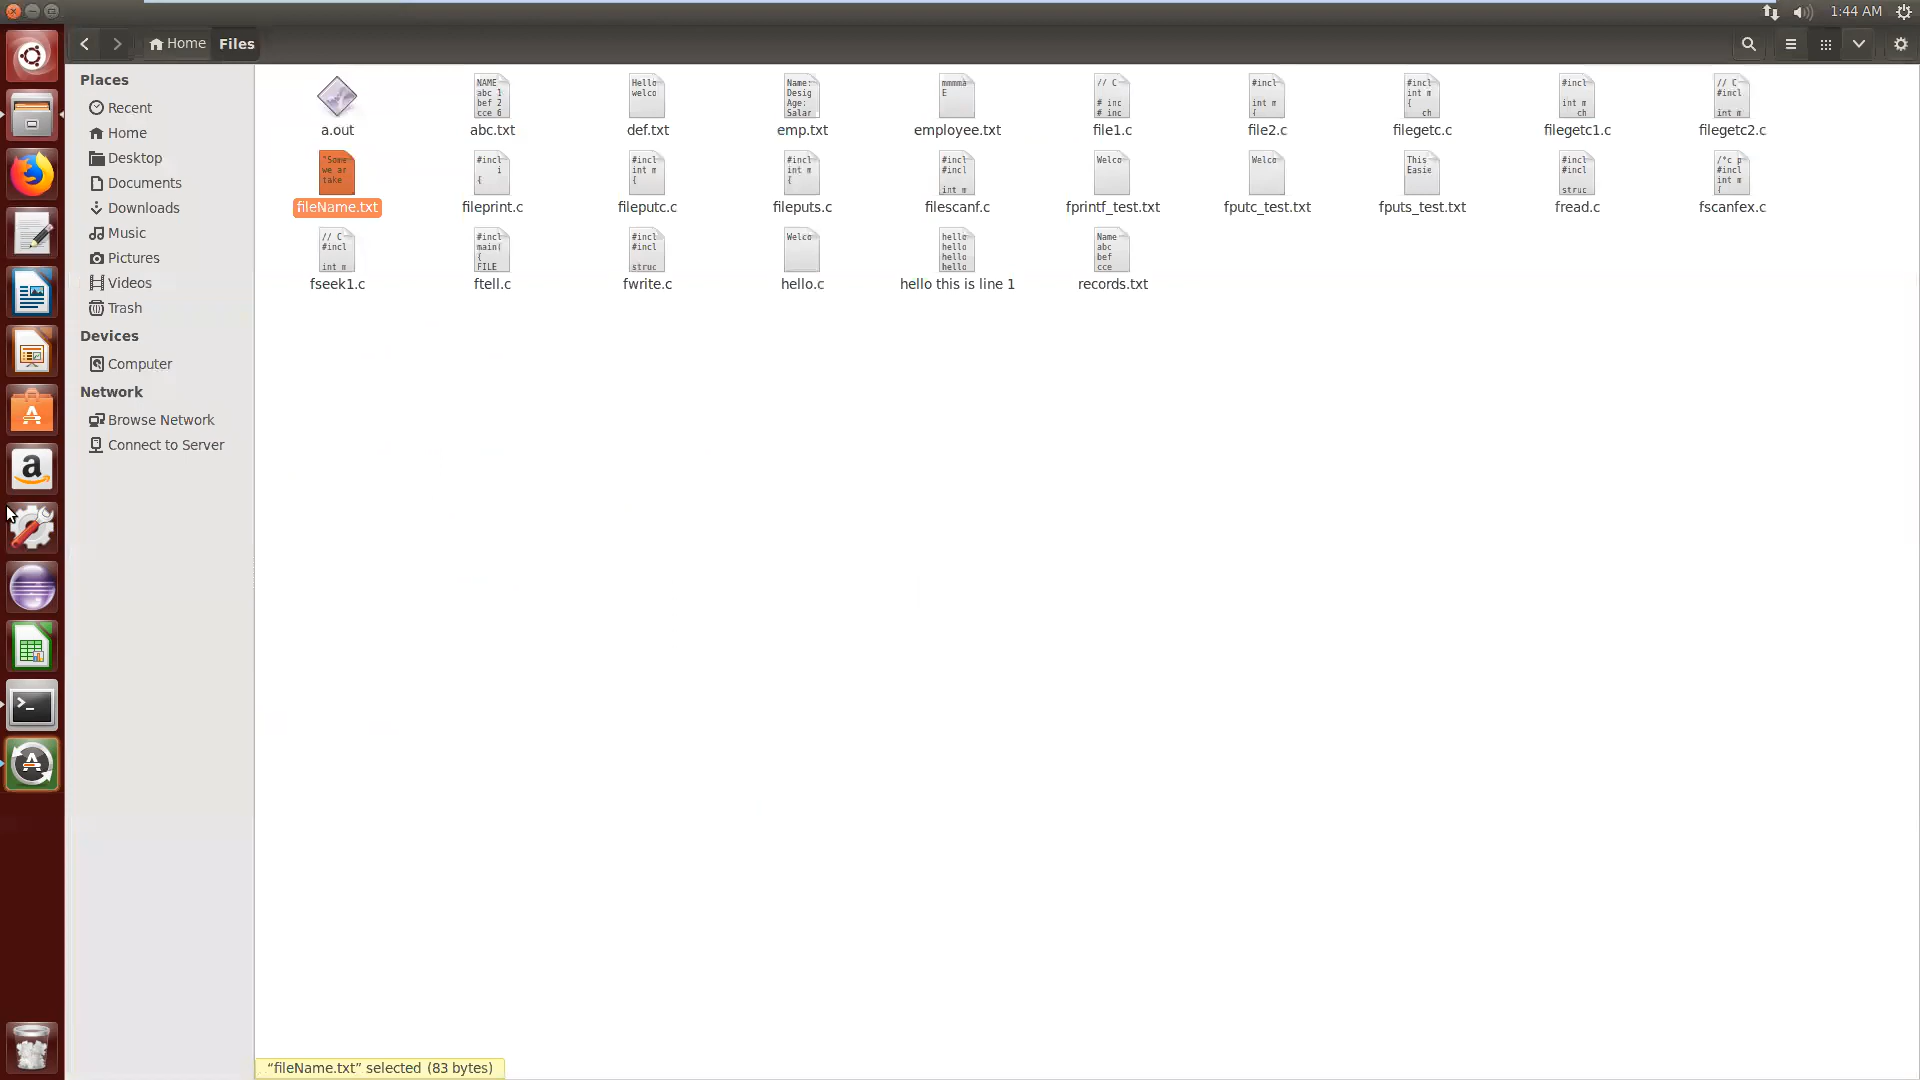 1:44 AM
Home Files
Places
Recent
Home
Desktop
Documents
Downloads
Music
Pictures
Videos
Trash
Devices
Computer
Network
Browse Network
Connect to Server
a.out abc.txt def.txt emp.txt employee.txt file1.c file2.c filegetc.c filegetc1.c filegetc2.c
fileName.txt fileprint.c fileputc.c fileputs.c filescanf.c fprintf_test.txt fputc_test.txt fputs_test.txt fread.c fscanfex.c
fseek1.c ftell.c fwrite.c hello.c hello this is line 1 records.txt
“fileName.txt” selected (83 bytes)